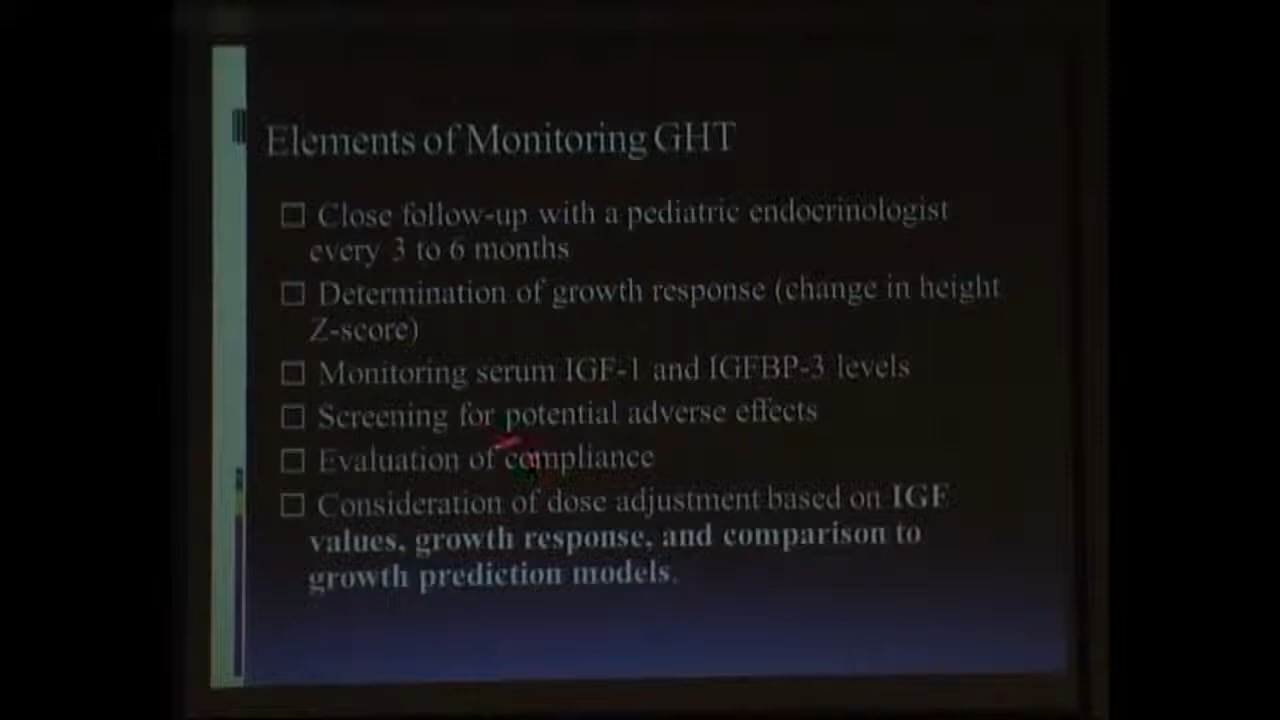 Elements of Monitoring GHT
Close follow-up with a pediatric endocrinologist
every 3 to 6 months
Determination of growth response (change in height
Z-score)
Monitoring serum IGF-1 and IGFBP-3 levels
Screening for potential adverse effects
Evaluation of compliance
Consideration of dose adjustment based on IGF
values, growth response, and comparison to
growth prediction models.